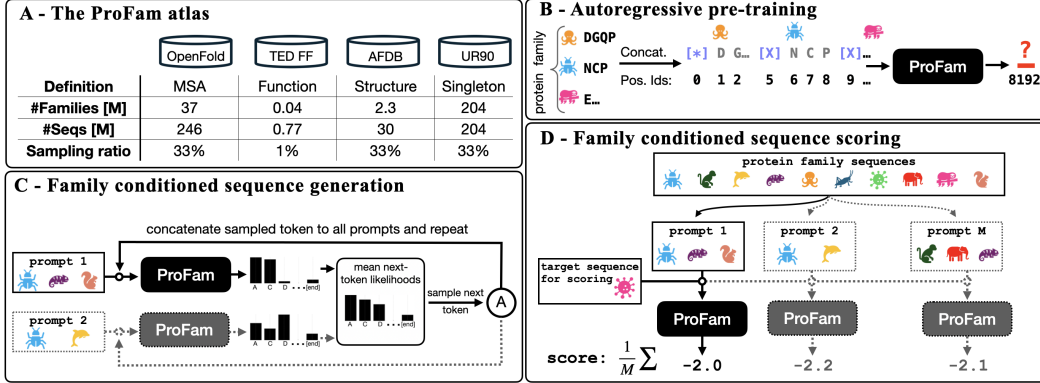 A - The ProFam atlas
OpenFold TED FF AFDB UR90
Definition MSA Function Structure Singleton
#Families [M] 37 0.04 2.3 204
#Seqs [M] 246 0.77 30 204
Sampling ratio 33% 1% 33% 33%
B - Autoregressive pre-training
protein family
DGQP
NCP
E…
Concat.
[*] D G… [X] N C P [X]…
Pos. Ids: 0 1 2 5 6 7 8 9 …
ProFam
?
8192
C - Family conditioned sequence generation
concatenate sampled token to all prompts and repeat
prompt 1
ProFam
A C D •••[end]
mean next-
token likelihoods
A C D •••[end]
sample next
token
A
prompt 2
ProFam
A C D •••[end]
D - Family conditioned sequence scoring
protein family sequences
prompt 1 prompt 2 prompt M
target sequence
for scoring
ProFam ProFam ProFam
score: 1/M ∑ -2.0 -2.2 -2.1